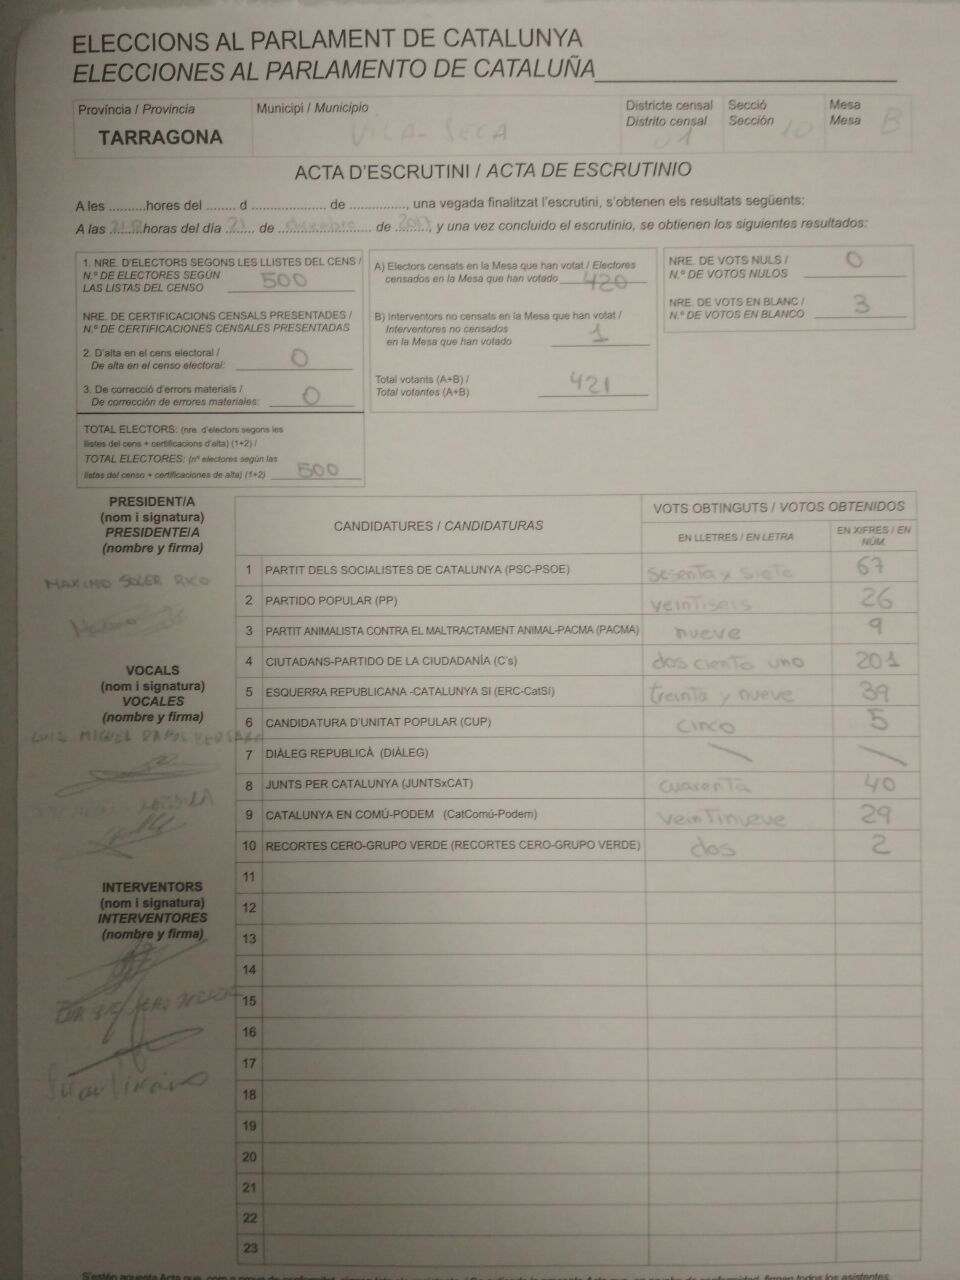 ELECCIONS AL PARLAMENT DE CATALUNYA
ELECCIONES AL PARLAMENTO DE CATALUÑA
Província / Provincia
TARRAGONA
Municipi / Municipio
VILA-SECA
Districte censal
Distrito censal
01
Secció
Sección
10
Mesa
Mesa
B
ACTA D'ESCRUTINI / ACTA DE ESCRUTINIO
A les ..........hores del ........ d .................... de ..............., una vegada finalitzat l'escrutini, s'obtenen els resultats següents:
A las horas del día 21 de diciembre de 2017, y una vez concluido el escrutinio, se obtienen los siguientes resultados:
1. NRE. D'ELECTORS SEGONS LES LLISTES DEL CENS /
N.º DE ELECTORES SEGÚN
LAS LISTAS DEL CENSO 500
NRE. DE CERTIFICACIONS CENSALS PRESENTADES /
N.º DE CERTIFICACIONES CENSALES PRESENTADAS
2. D'alta en el cens electoral /
De alta en el censo electoral: 0
3. De correcció d'errors materials /
De corrección de errores materiales: 0
TOTAL ELECTORS: (nre. d'electors segons les
llistes del cens + certificacions d'alta) (1+2) /
TOTAL ELECTORES: (nº electores según las
listas del censo + certificaciones de alta) (1+2) 500
A) Electors censats en la Mesa que han votat / Electores
censados en la Mesa que han votado 420
B) Interventors no censats en la Mesa que han votat /
Interventores no censados
en la Mesa que han votado 1
Total votants (A+B) /
Total votantes (A+B) 421
NRE. DE VOTS NULS /
N.º DE VOTOS NULOS 0
NRE. DE VOTS EN BLANC /
N.º DE VOTOS EN BLANCO 3
PRESIDENT/A
(nom i signatura)
PRESIDENTE/A
(nombre y firma)
MAXIMO SOLER RICO
VOCALS
(nom i signatura)
VOCALES
(nombre y firma)
LUIS MIGUEL
INTERVENTORS
(nom i signatura)
INTERVENTORES
(nombre y firma)
CANDIDATURES / CANDIDATURAS
VOTS OBTINGUTS / VOTOS OBTENIDOS
EN LLETRES / EN LETRA
EN XIFRES / EN NÚM.
1 PARTIT DELS SOCIALISTES DE CATALUNYA (PSC-PSOE) sesenta y siete 67
2 PARTIDO POPULAR (PP) veintiseis 26
3 PARTIT ANIMALISTA CONTRA EL MALTRACTAMENT ANIMAL-PACMA (PACMA) nueve 9
4 CIUTADANS-PARTIDO DE LA CIUDADANÍA (C's) dosciento uno 201
5 ESQUERRA REPUBLICANA -CATALUNYA SI (ERC-CatSí) treinta y nueve 39
6 CANDIDATURA D'UNITAT POPULAR (CUP) cinco 5
7 DIÀLEG REPUBLICÀ (DIÀLEG)
8 JUNTS PER CATALUNYA (JUNTSxCAT) cuarenta 40
9 CATALUNYA EN COMÚ-PODEM (CatComú-Podem) veintinueve 29
10 RECORTES CERO-GRUPO VERDE (RECORTES CERO-GRUPO VERDE) dos 2
11
12
13
14
15
16
17
18
19
20
21
22
23